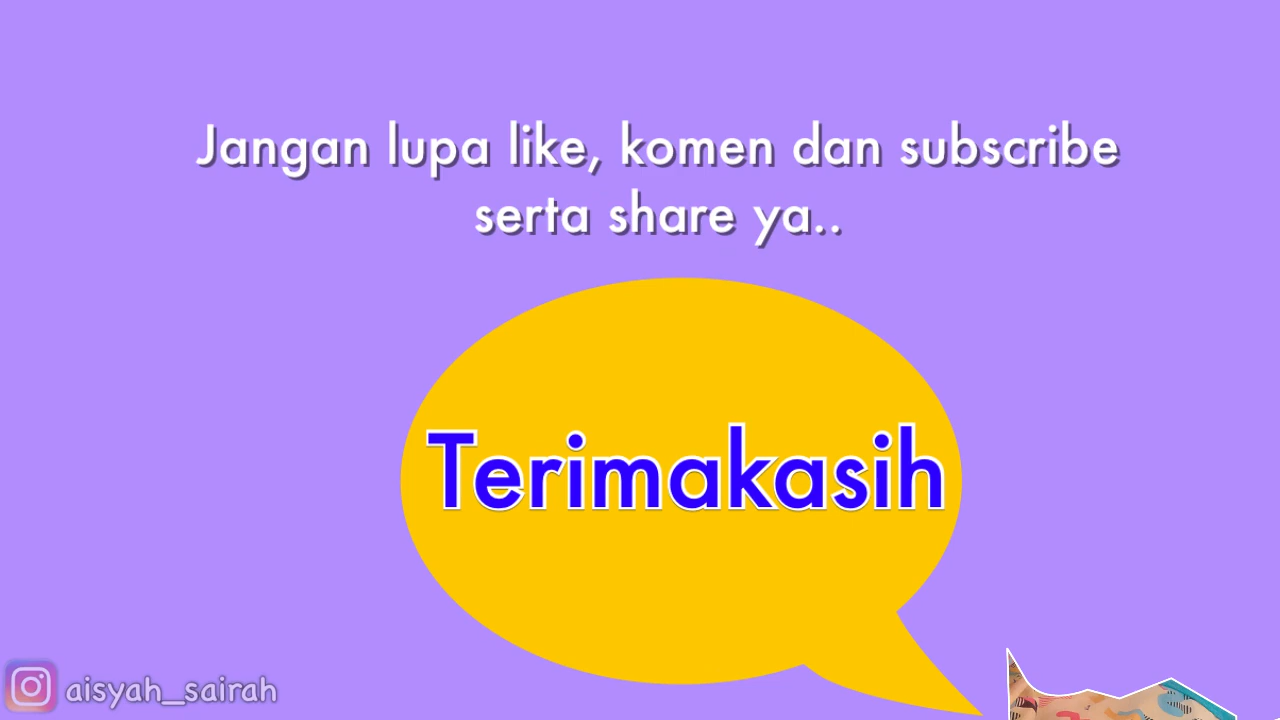 Jangan lupa like, komen dan subscribe
serta share ya..
Terimakasih
aisyah_sairah